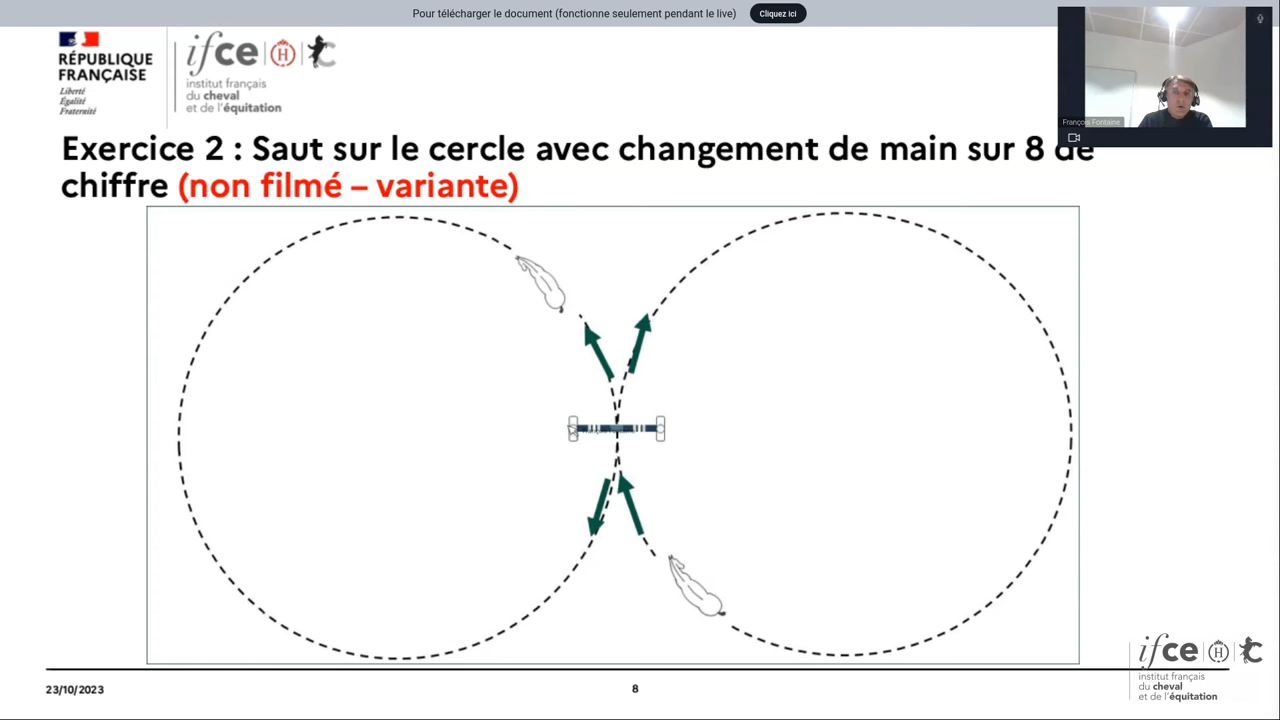 Pour télécharger le document (fonctionne seulement pendant le live)
Cliquez ici
RÉPUBLIQUE
FRANÇAISE
Liberté
Égalité
Fraternité
ifce
institut français
du cheval
et de l'équitation
François Fontaine
Exercice 2 : Saut sur le cercle avec changement de main sur 8 de
chiffre (non filmé – variante)
ifce
institut français
du cheval
et de l'équitation
23/10/2023
8